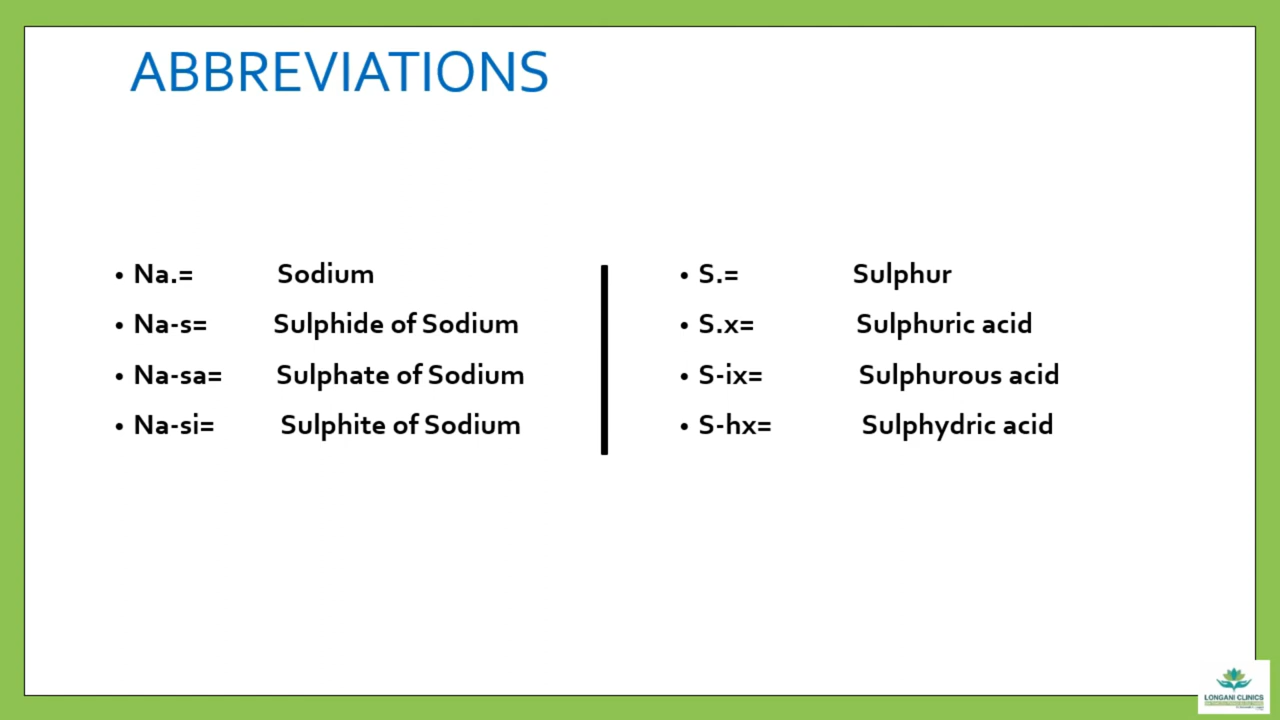 ABBREVIATIONS
• Na.= Sodium
• Na-s= Sulphide of Sodium
• Na-sa= Sulphate of Sodium
• Na-si= Sulphite of Sodium
• S.= Sulphur
• S.x= Sulphuric acid
• S-ix= Sulphurous acid
• S-hx= Sulphydric acid
LONGANI CLINICS